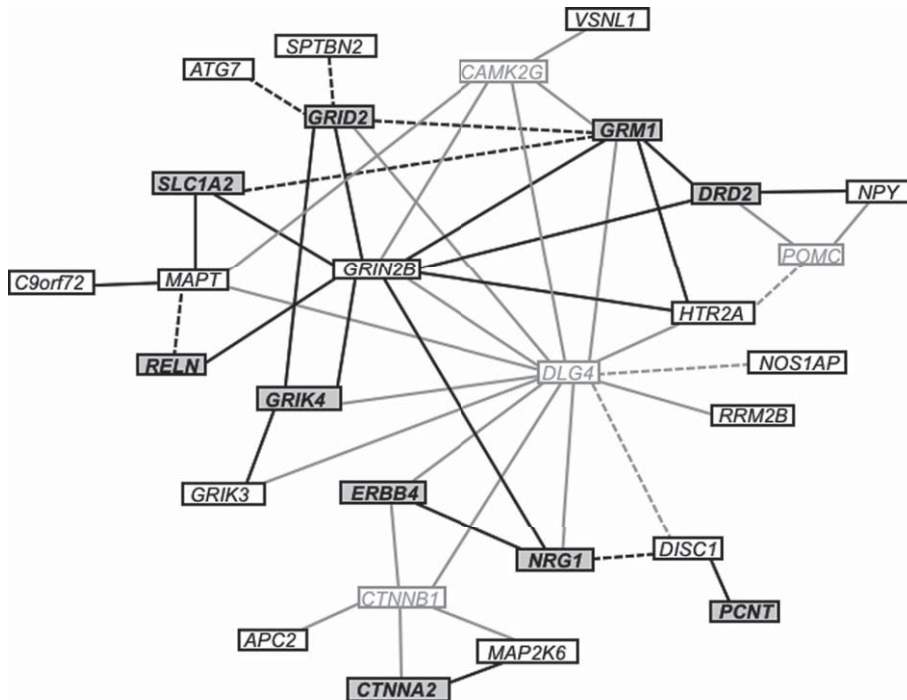 VSNL1
SPTBN2
ATG7
CAMK2G
GRID2
GRM1
SLC1A2
DRD2
NPY
POMC
GRIN2B
C9orf72
MAPT
HTR2A
RELN
DLG4
NOS1AP
GRIK4
RRM2B
GRIK3
ERBB4
DISC1
NRG1
CTNNB1
PCNT
APC2
MAP2K6
CTNNA2